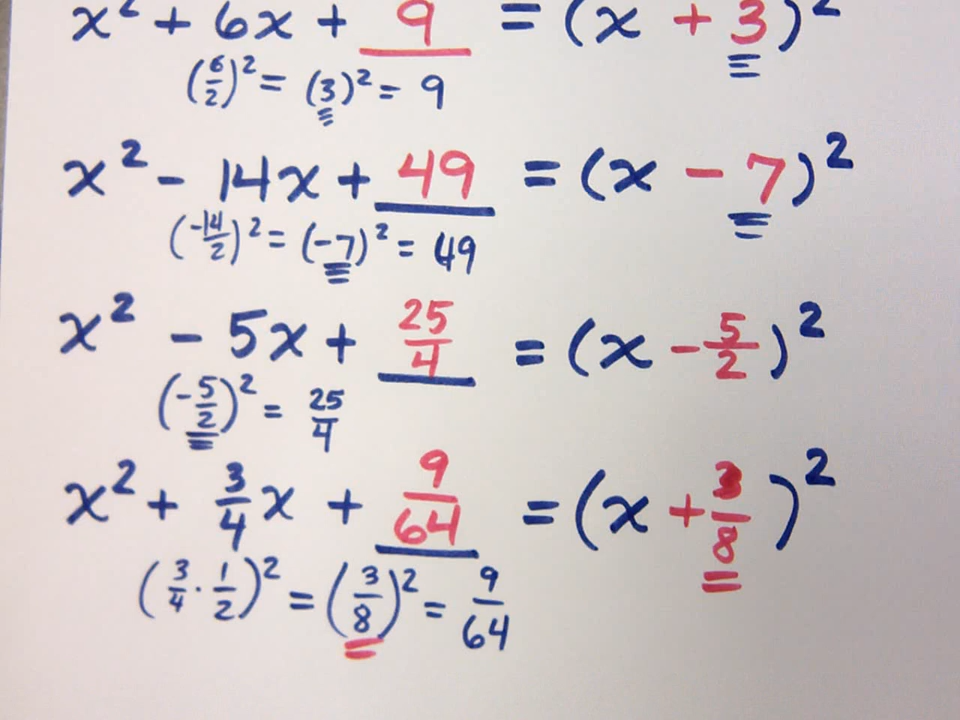 x² + 6x + 9 = (x + 3)²
(6/2)² = (3)² = 9
x² - 14x + 49 = (x - 7)²
(-14/2)² = (-7)² = 49
x² - 5x + 25/4 = (x - 5/2)²
(-5/2)² = 25/4
x² + 3/4 x + 9/64 = (x + 3/8)²
(3/4 · 1/2)² = (3/8)² = 9/64